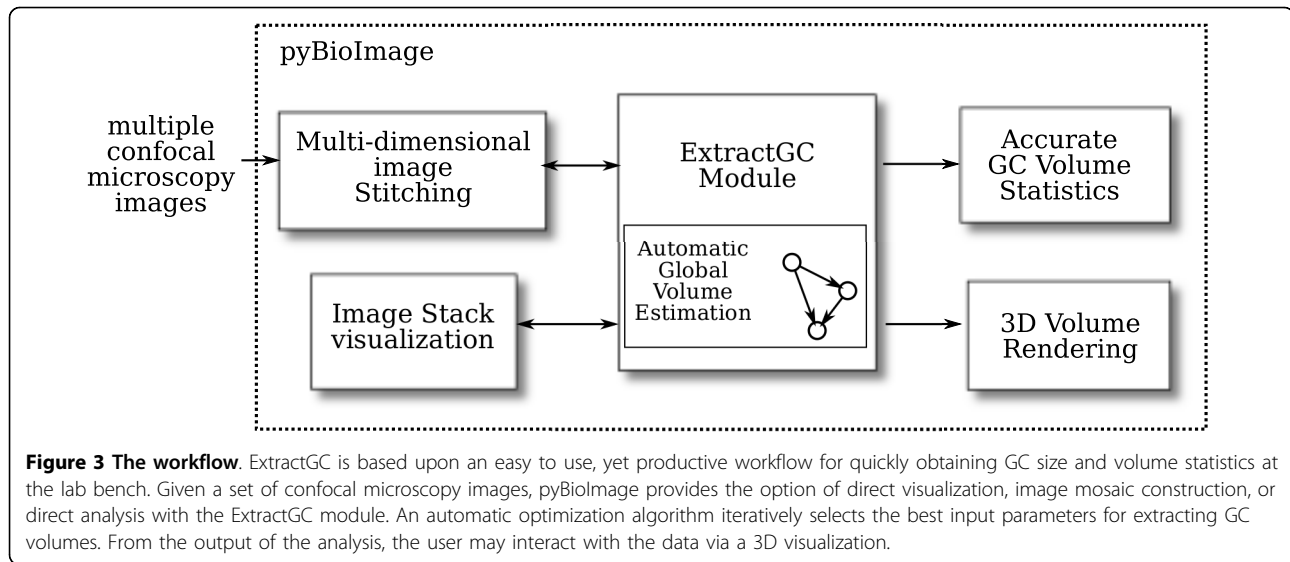 pyBioImage
multiple
confocal
microscopy
images
Multi-dimensional
image
Stitching
ExtractGC
Module
Accurate
GC Volume
Statistics
Automatic
Global
Volume
Estimation
Image Stack
visualization
3D Volume
Rendering
Figure 3 The workflow. ExtractGC is based upon an easy to use, yet productive workflow for quickly obtaining GC size and volume statistics at
the lab bench. Given a set of confocal microscopy images, pyBioImage provides the option of direct visualization, image mosaic construction, or
direct analysis with the ExtractGC module. An automatic optimization algorithm iteratively selects the best input parameters for extracting GC
volumes. From the output of the analysis, the user may interact with the data via a 3D visualization.